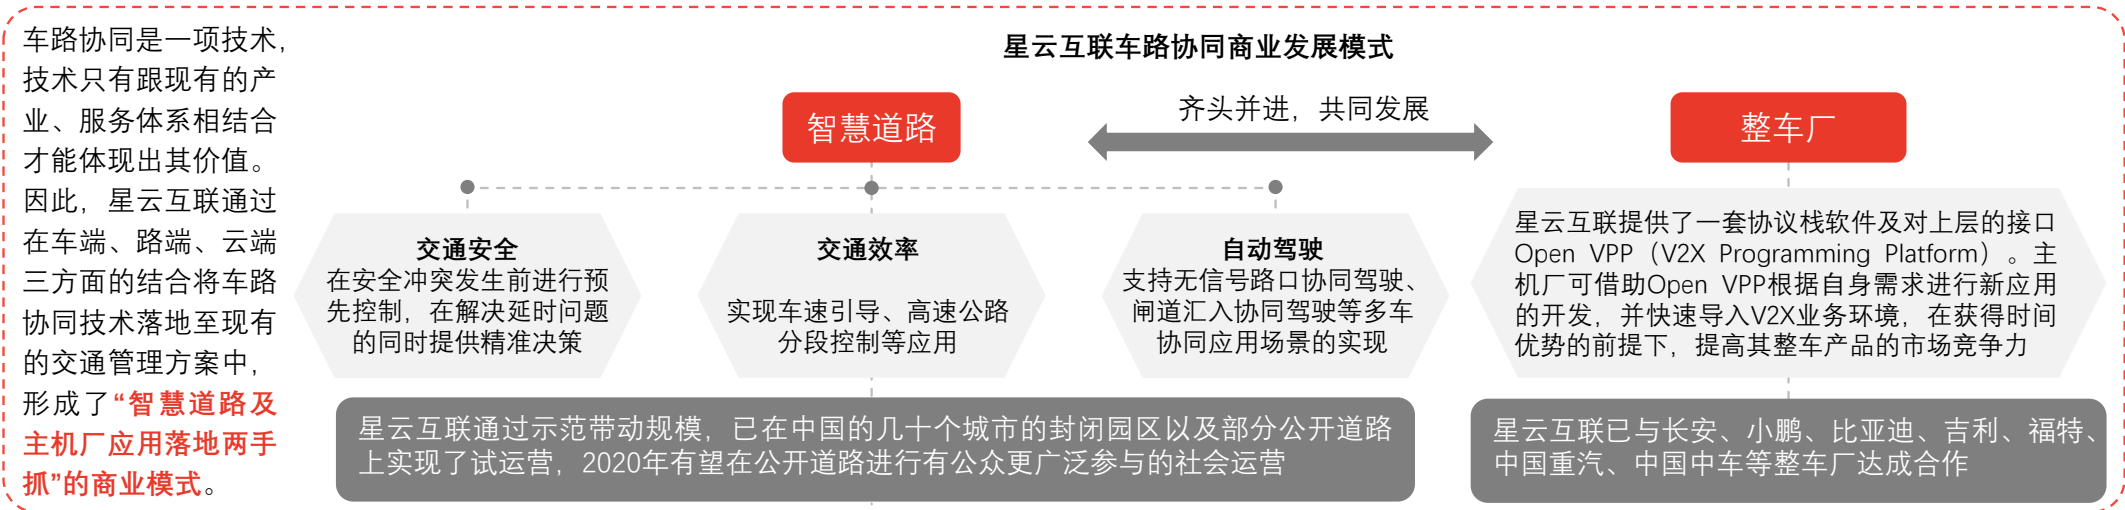 车路协同是一项技术，
技术只有跟现有的产
业、服务体系相结合
才能体现出其价值。
因此，星云互联通过
在车端、路端、云端
三方面的结合将车路
协同技术落地至现有
的交通管理方案中，
形成了“智慧道路及
主机厂应用落地两手
抓”的商业模式。
星云互联车路协同商业发展模式
智慧道路
齐头并进，共同发展
整车厂
交通安全
在安全冲突发生前进行预
先控制，在解决延时问题
的同时提供精准决策
交通效率
实现车速引导、高速公路
分段控制等应用
自动驾驶
支持无信号路口协同驾驶、
闸道汇入协同驾驶等多车
协同应用场景的实现
星云互联提供了一套协议栈软件及对上层的接口
Open VPP（V2X Programming Platform）。主
机厂可借助Open VPP根据自身需求进行新应用
的开发，并快速导入V2X业务环境，在获得时间
优势的前提下，提高其整车产品的市场竞争力
星云互联通过示范带动规模，已在中国的几十个城市的封闭园区以及部分公开道路
上实现了试运营，2020年有望在公开道路进行有公众更广泛参与的社会运营
星云互联已与长安、小鹏、比亚迪、吉利、福特、
中国重汽、中国中车等整车厂达成合作